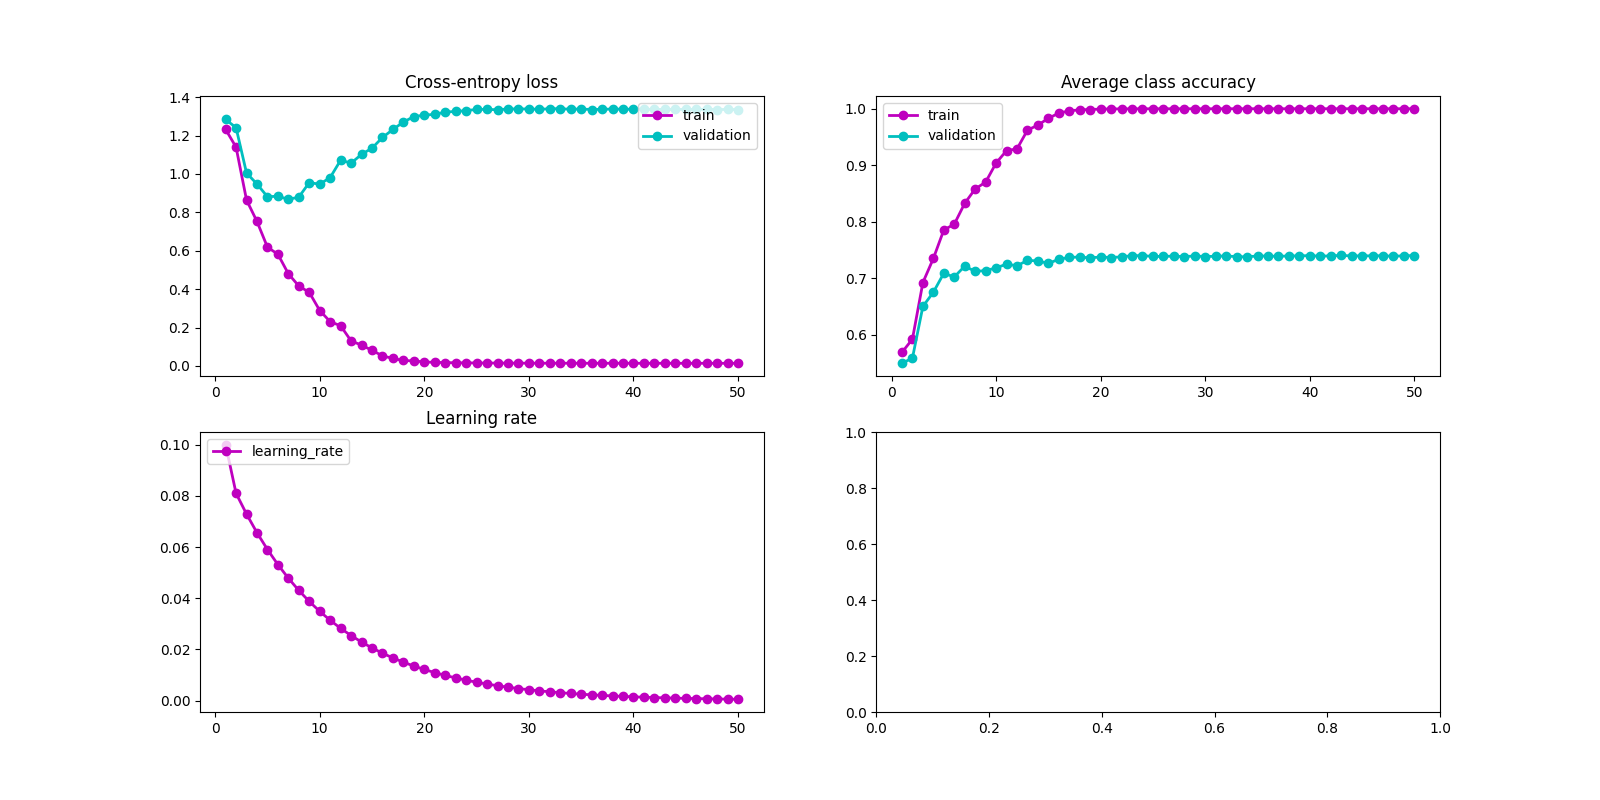 Cross-entropy loss
1.4
1.2
1.0
0.8
0.6
0.4
0.2
0.0
train
validation
0 10 20 30 40 50
Average class accuracy
1.0
0.9
0.8
0.7
0.6
train
validation
0 10 20 30 40 50
Learning rate
0.10
0.08
0.06
0.04
0.02
0.00
learning_rate
0 10 20 30 40 50
1.0
0.8
0.6
0.4
0.2
0.0
0.0 0.2 0.4 0.6 0.8 1.0